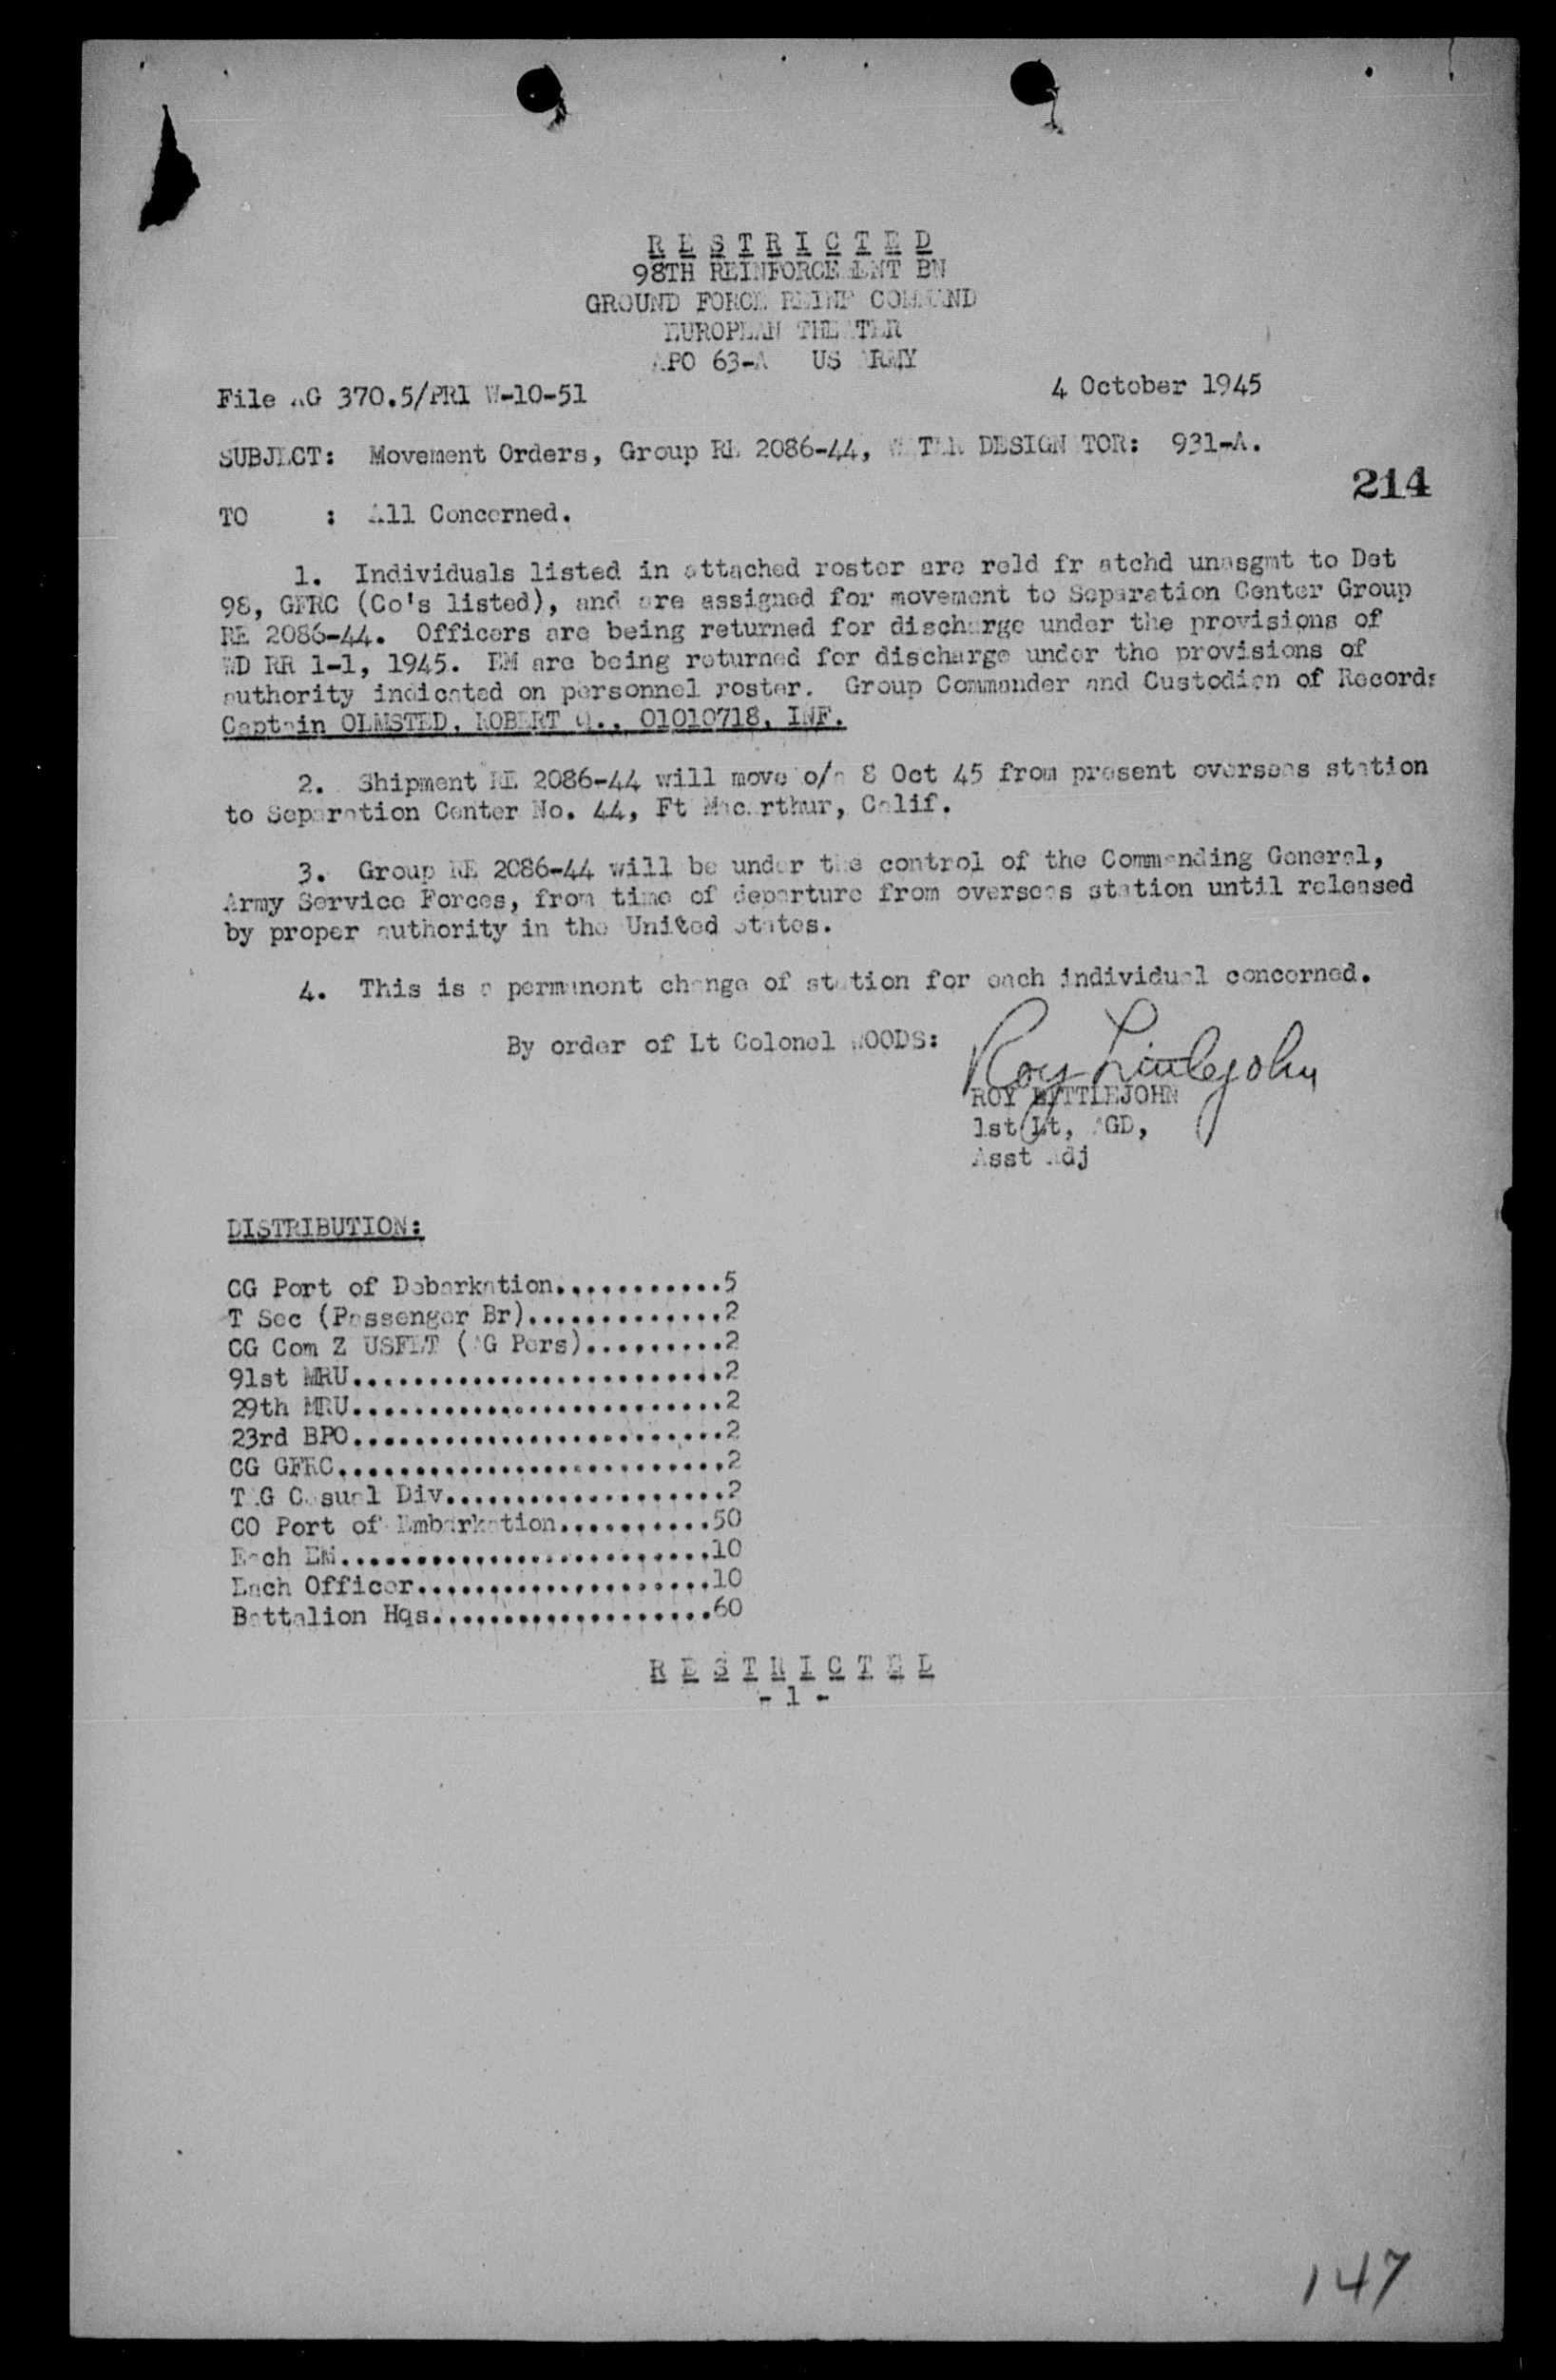 R E S T R I C T E D
98TH REINFORCEMENT BN
GROUND FORCE REINF COMMAND
EUROPEAN THEATER
APO 63-A US ARMY
File AG 370.5/PRI W-10-51
4 October 1945
SUBJECT: Movement Orders, Group RE 2086-44, WATER DESIGNATOR: 931-A.
214
TO : All Concerned.
1. Individuals listed in attached roster are reld fr atchd unasgmt to Det
98, GFRC (Co's listed), and are assigned for movement to Separation Center Group
RE 2086-44. Officers are being returned for discharge under the provisions of
WD RR 1-1, 1945. EM are being returned for discharge under the provisions of
authority indicated on personnel roster. Group Commander and Custodian of Records
Captain OLMSTED, ROBERT Q., 01010718, INF.
2. Shipment RE 2086-44 will move o/a 8 Oct 45 from present overseas station
to Separation Center No. 44, Ft MacArthur, Calif.
3. Group RE 2086-44 will be under the control of the Commanding General,
Army Service Forces, from time of departure from overseas station until released
by proper authority in the United States.
4. This is a permanent change of station for each individual concerned.
By order of Lt Colonel WOODS:
Roy Littlejohn
ROY LITTLEJOHN
1st Lt, AGD,
Asst Adj
DISTRIBUTION:
CG Port of Debarkation...........5
T Sec (Passenger Br).............2
CG Com Z USFET (AG Pers).........2
91st MRU.........................2
29th MRU.........................2
23rd BPO.........................2
CG GFRC..........................2
TAG Casual Div...................2
CO Port of Embarkation..........50
Each EM.........................10
Each Officer....................10
Battalion Hqs...................60
R E S T R I C T E D
- 1 -
147